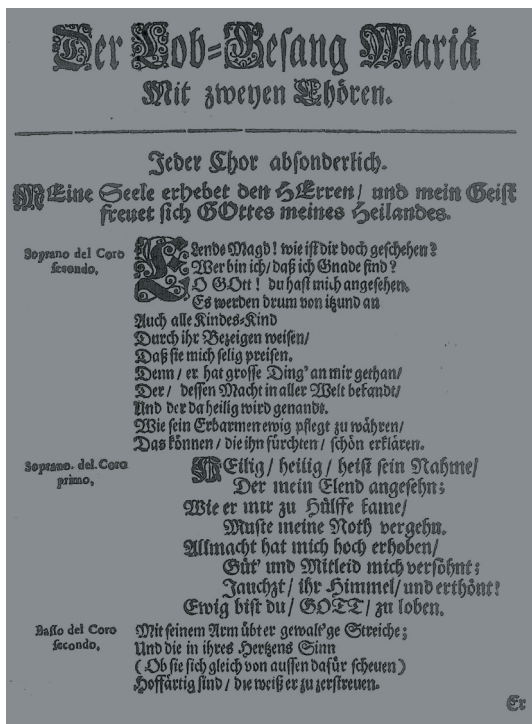 Der Lob-Gesang Mariä
Mit zweyen Chören.
Jeder Chor absonderlich.
MEine Seele erhebet den HErren/ und mein Geist
freuet sich GOttes meines Heilandes.
Soprano del Coro
secondo,
ELende Magd! wie ist dir doch geschehen?
Wer bin ich/ daß ich Gnade find?
O GOtt! du hast mich angesehen.
Es werden drum von itzund an
Auch alle Kindes-Kind
Durch ihr Bezeigen weisen/
Daß sie mich selig preisen.
Denn/ er hat grosse Ding' an mir gethan/
Der/ dessen Macht in aller Welt bekandt/
Und der da heilig wird genandt.
Wie sein Erbarmen ewig pflegt zu währen/
Das können/ die ihn fürchten/ schön erklären.
Soprano. del. Coro
primo,
HEilig/ heilig/ heist sein Nahme/
Der mein Elend angesehn;
Wie er mir zu Hülffe kame/
Muste meine Noth vergehn.
Allmacht hat mich hoch erhoben/
Güt' und Mitleid mich versöhnt;
Jauchzt/ ihr Himmel/ und erthönt!
Ewig bist du/ GOTT/ zu loben.
Basso del Coro
secondo,
Mit seinem Arm übt er gewalt'ge Streiche;
Und die in ihres Hertzens Sinn
(Ob sie sich gleich von aussen dafür scheuen)
Hoffärtig sind/ die weiß er zu zerstreuen.
Er